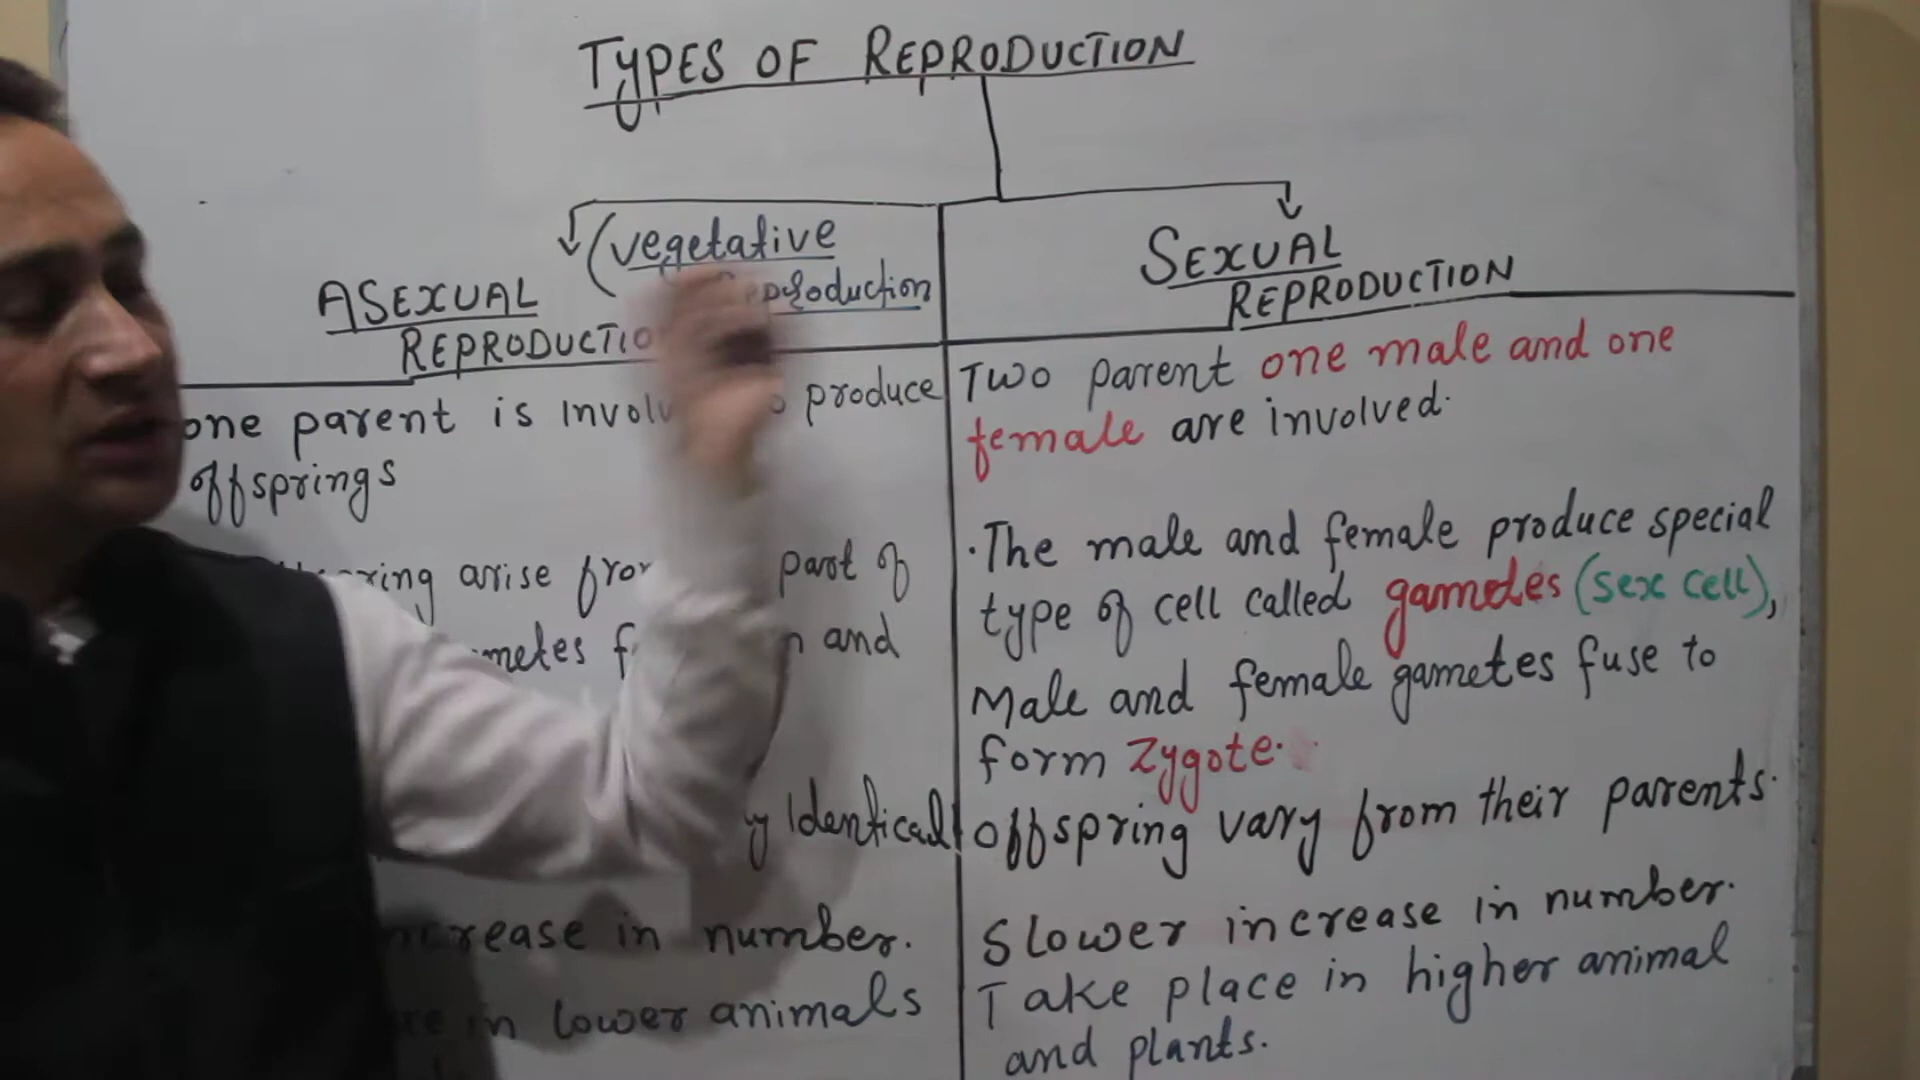 TYPES OF REPRODUCTION
(vegetative
ASEXUAL
REPRODUCTIO
SEXUAL
REPRODUCTION
one parent is produce
offsprings
arise part of
and
Identical
increase in number.
in lower animals
Two parent one male and one
female are involved.
.The male and female produce special
type of cell called gametes (sex cell),
Male and female gametes fuse to
form Zygote.
offspring vary from their parents.
Slower increase in number.
Take place in higher animal
and plants.